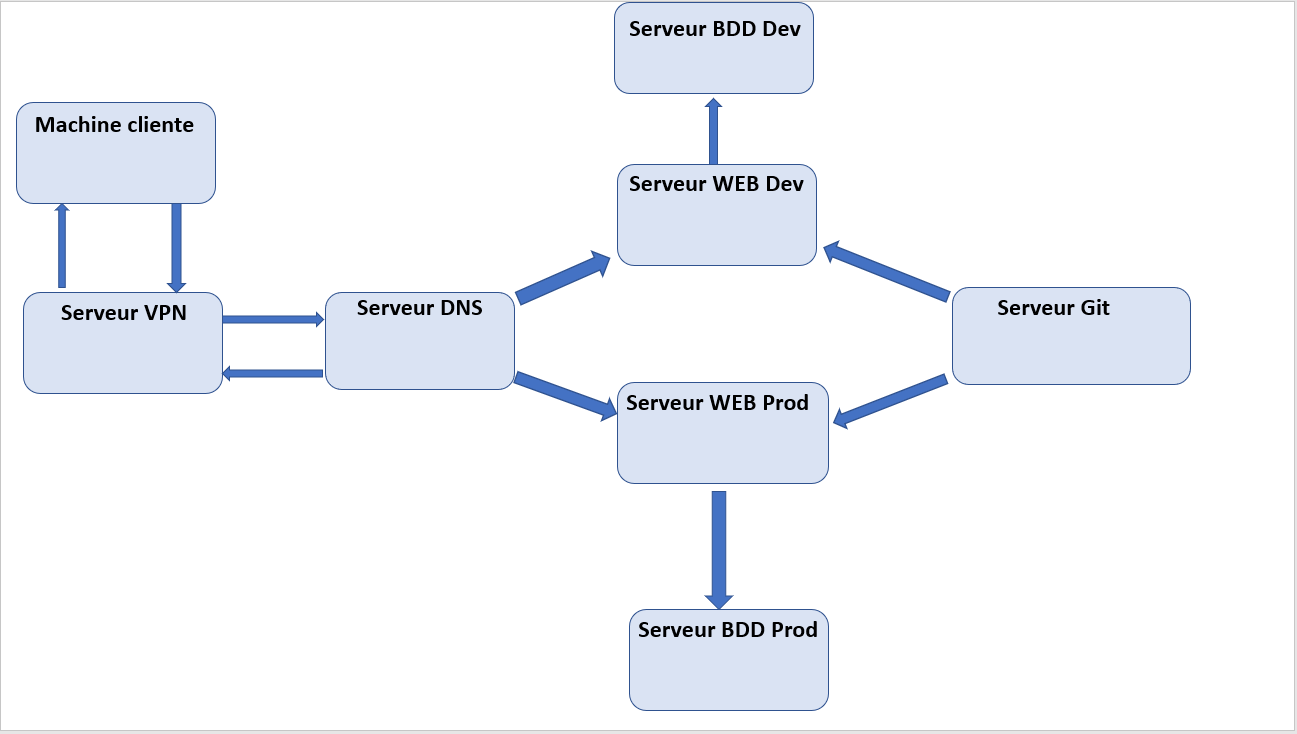 Serveur BDD Dev
Machine cliente
Serveur WEB Dev
Serveur VPN
Serveur DNS
Serveur Git
Serveur WEB Prod
Serveur BDD Prod